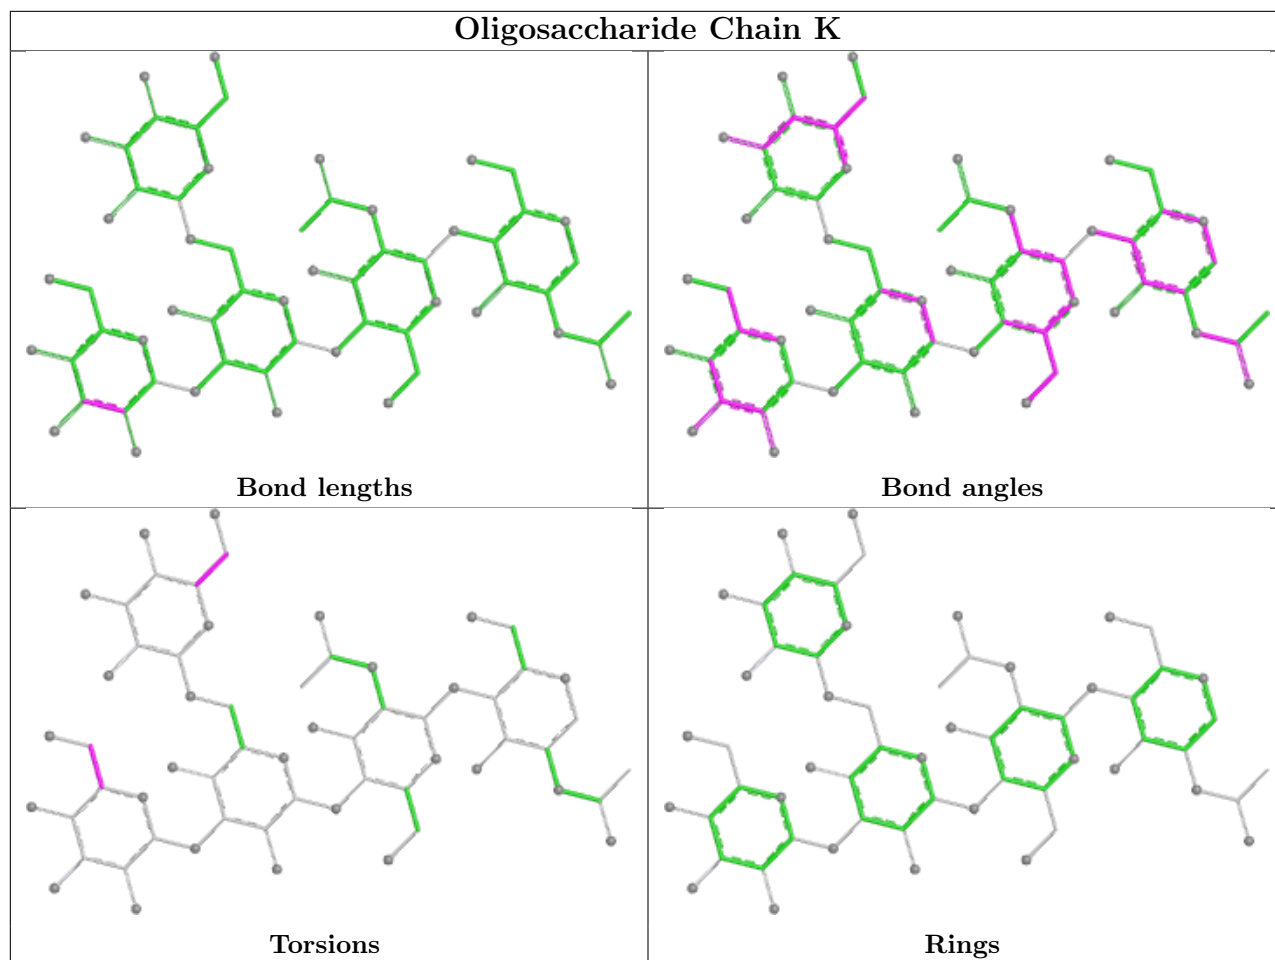 Oligosaccharide Chain K
Bond lengths
Bond angles
Torsions
Rings